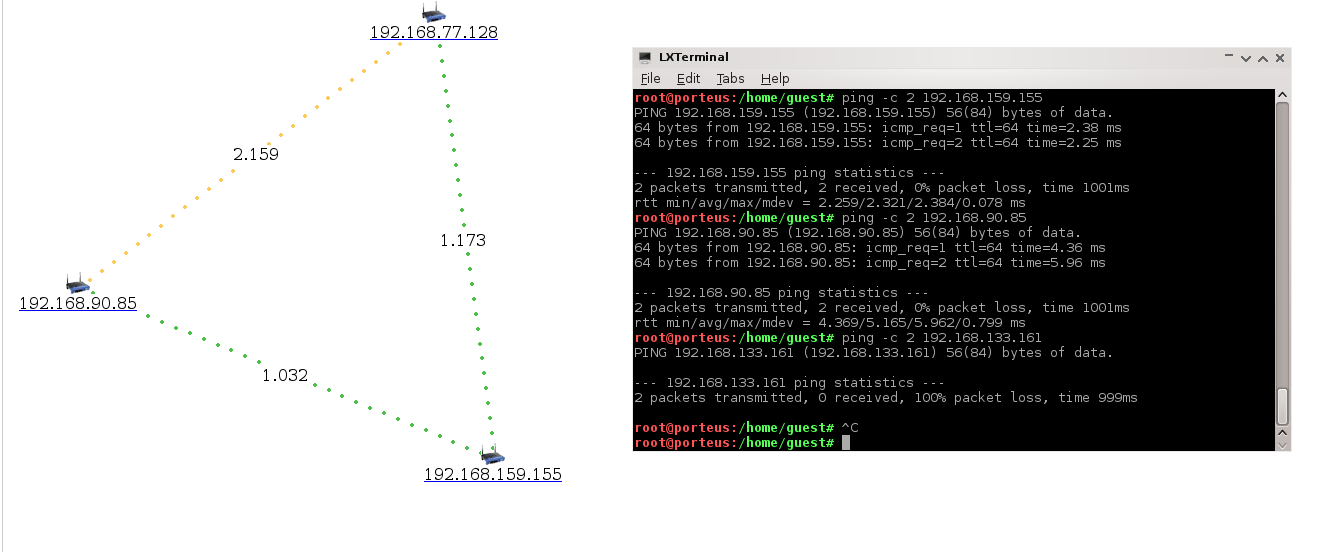 192.168.77.128
2.159
1.173
192.168.90.85
1.032
192.168.159.155
LXTerminal
File Edit Tabs Help
root@porteus:/home/guest# ping -c 2 192.168.159.155
PING 192.168.159.155 (192.168.159.155) 56(84) bytes of data.
64 bytes from 192.168.159.155: icmp_req=1 ttl=64 time=2.38 ms
64 bytes from 192.168.159.155: icmp_req=2 ttl=64 time=2.25 ms
--- 192.168.159.155 ping statistics ---
2 packets transmitted, 2 received, 0% packet loss, time 1001ms
rtt min/avg/max/mdev = 2.259/2.321/2.384/0.078 ms
root@porteus:/home/guest# ping -c 2 192.168.90.85
PING 192.168.90.85 (192.168.90.85) 56(84) bytes of data.
64 bytes from 192.168.90.85: icmp_req=1 ttl=64 time=4.36 ms
64 bytes from 192.168.90.85: icmp_req=2 ttl=64 time=5.96 ms
--- 192.168.90.85 ping statistics ---
2 packets transmitted, 2 received, 0% packet loss, time 1001ms
rtt min/avg/max/mdev = 4.369/5.165/5.962/0.799 ms
root@porteus:/home/guest# ping -c 2 192.168.133.161
PING 192.168.133.161 (192.168.133.161) 56(84) bytes of data.
--- 192.168.133.161 ping statistics ---
2 packets transmitted, 0 received, 100% packet loss, time 999ms
root@porteus:/home/guest# ^C
root@porteus:/home/guest#